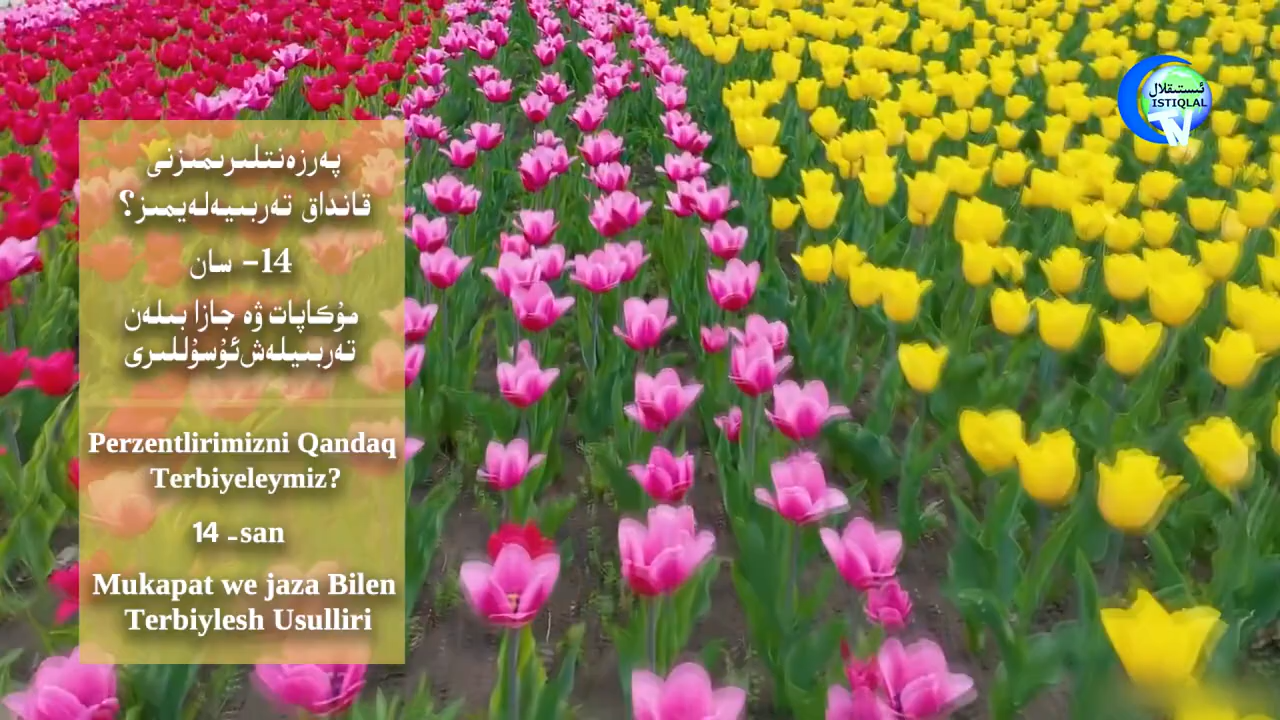 پەرزەنتلىرىمىزنى
قانداق تەربىيەلەيمىز؟
14- سان
مۇكاپات ۋە جازا بىلەن
تەربىيلەش ئۇسۇللىرى
Perzentlirimizni Qandaq
Terbiyeleymiz?
14 -san
Mukapat we jaza Bilen
Terbiylesh Usulliri
ئىستىقلال
ISTIQLAL
TV